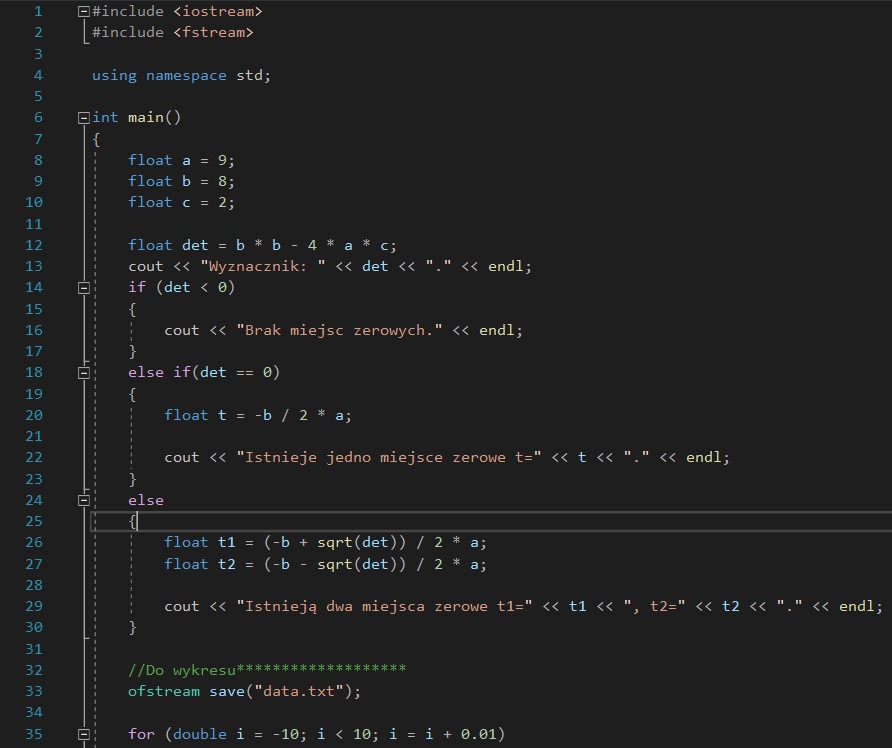 1 #include <iostream>
2 #include <fstream>
3
4 using namespace std;
5
6 int main()
7 {
8 float a = 9;
9 float b = 8;
10 float c = 2;
11
12 float det = b * b - 4 * a * c;
13 cout << "Wyznacznik: " << det << "." << endl;
14 if (det < 0)
15 {
16 cout << "Brak miejsc zerowych." << endl;
17 }
18 else if(det == 0)
19 {
20 float t = -b / 2 * a;
21
22 cout << "Istnieje jedno miejsce zerowe t=" << t << "." << endl;
23 }
24 else
25 {
26 float t1 = (-b + sqrt(det)) / 2 * a;
27 float t2 = (-b - sqrt(det)) / 2 * a;
28
29 cout << "Istnieją dwa miejsca zerowe t1=" << t1 << ", t2=" << t2 << "." << endl;
30 }
31
32 //Do wykresu*******************
33 ofstream save("data.txt");
34
35 for (double i = -10; i < 10; i = i + 0.01)